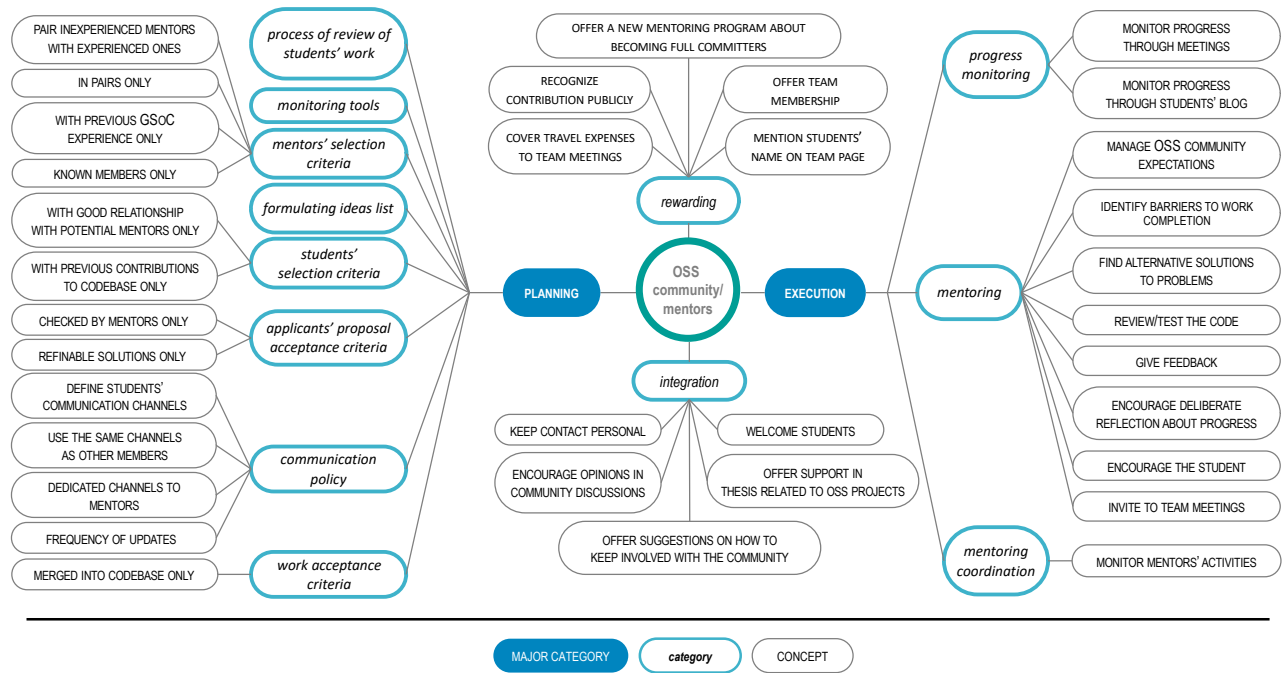 PAIR INEXPERIENCED MENTORS
WITH EXPERIENCED ONES
IN PAIRS ONLY
WITH PREVIOUS GSoC
EXPERIENCE ONLY
KNOWN MEMBERS ONLY
WITH GOOD RELATIONSHIP
WITH POTENTIAL MENTORS ONLY
WITH PREVIOUS CONTRIBUTIONS
TO CODEBASE ONLY
CHECKED BY MENTORS ONLY
REFINABLE SOLUTIONS ONLY
DEFINE STUDENTS'
COMMUNICATION CHANNELS
USE THE SAME CHANNELS
AS OTHER MEMBERS
DEDICATED CHANNELS TO
MENTORS
FREQUENCY OF UPDATES
MERGED INTO CODEBASE ONLY
process of review of
students' work
monitoring tools
mentors' selection
criteria
formulating ideas list
students'
selection criteria
applicants' proposal
acceptance criteria
communication
policy
work acceptance
criteria
PLANNING
OFFER A NEW MENTORING PROGRAM ABOUT
BECOMING FULL COMMITTERS
RECOGNIZE
CONTRIBUTION PUBLICLY
OFFER TEAM
MEMBERSHIP
COVER TRAVEL EXPENSES
TO TEAM MEETINGS
MENTION STUDENTS'
NAME ON TEAM PAGE
rewarding
OSS
community/
mentors
integration
KEEP CONTACT PERSONAL
WELCOME STUDENTS
ENCOURAGE OPINIONS IN
COMMUNITY DISCUSSIONS
OFFER SUPPORT IN
THESIS RELATED TO OSS PROJECTS
OFFER SUGGESTIONS ON HOW TO
KEEP INVOLVED WITH THE COMMUNITY
EXECUTION
progress
monitoring
mentoring
mentoring
coordination
MONITOR PROGRESS
THROUGH MEETINGS
MONITOR PROGRESS
THROUGH STUDENTS' BLOG
MANAGE OSS COMMUNITY
EXPECTATIONS
IDENTIFY BARRIERS TO WORK
COMPLETION
FIND ALTERNATIVE SOLUTIONS
TO PROBLEMS
REVIEW/TEST THE CODE
GIVE FEEDBACK
ENCOURAGE DELIBERATE
REFLECTION ABOUT PROGRESS
ENCOURAGE THE STUDENT
INVITE TO TEAM MEETINGS
MONITOR MENTORS' ACTIVITIES
MAJOR CATEGORY
category
CONCEPT